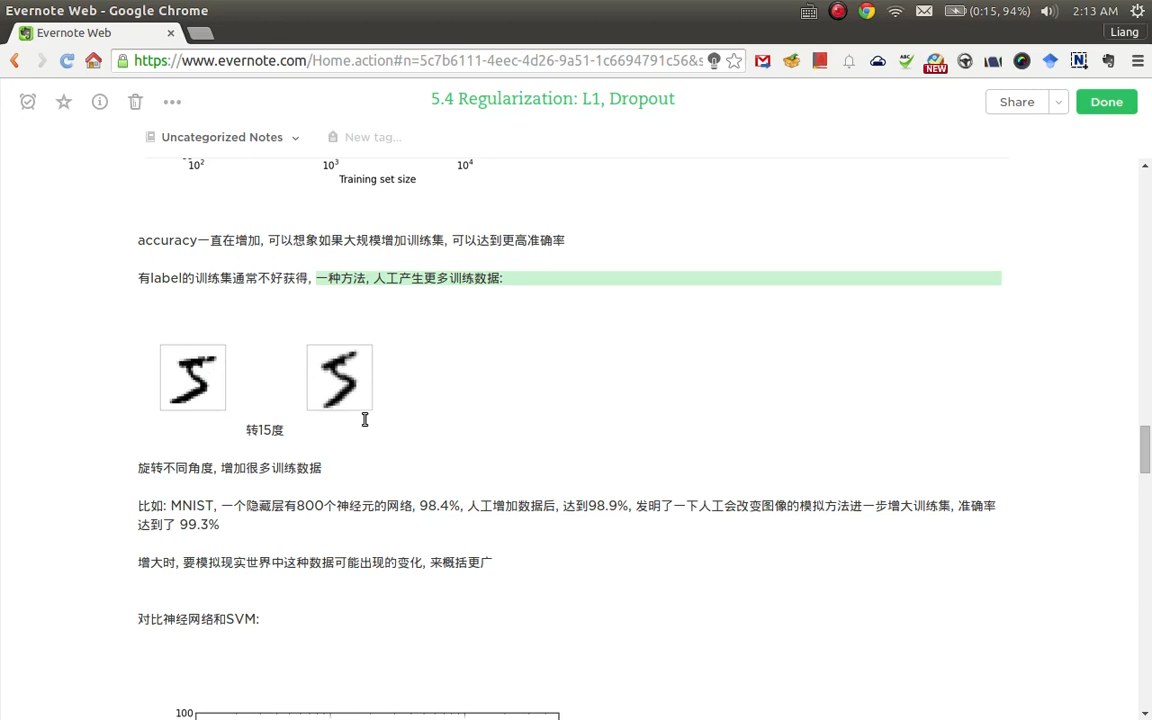 Evernote Web - Google Chrome
(0:15, 94%)
2:13 AM
Evernote Web
Liang
https://www.evernote.com/Home.action#n=5c7b6111-4eec-4d26-9a51-1c6694791c56&s
NEW
5.4 Regularization: L1, Dropout
Share
Done
Uncategorized Notes
New tag...
10² 10³ 10⁴
Training set size
accuracy一直在增加, 可以想象如果大规模增加训练集, 可以达到更高准确率
有label的训练集通常不好获得, 一种方法, 人工产生更多训练数据:
5 5
转15度
旋转不同角度, 增加很多训练数据
比如: MNIST, 一个隐藏层有800个神经元的网络, 98.4%, 人工增加数据后, 达到98.9%, 发明了一下人工会改变图像的模拟方法进一步增大训练集, 准确率
达到了 99.3%
增大时, 要模拟现实世界中这种数据可能出现的变化, 来概括更广
对比神经网络和SVM:
100